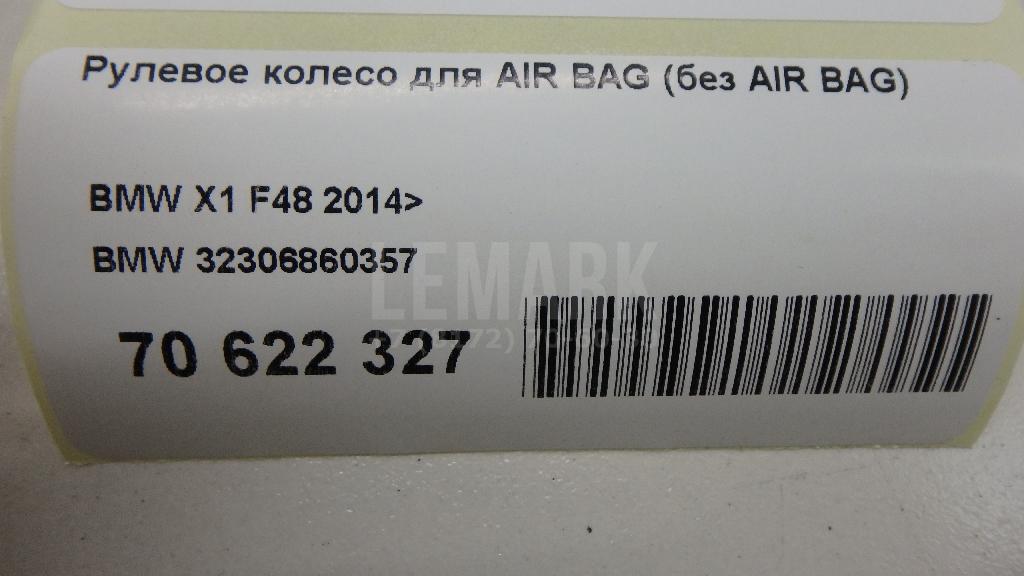 Рулевое колесо для AIR BAG (без AIR BAG)
BMW X1 F48 2014>
BMW 32306860357
LEMARK
70 622 327